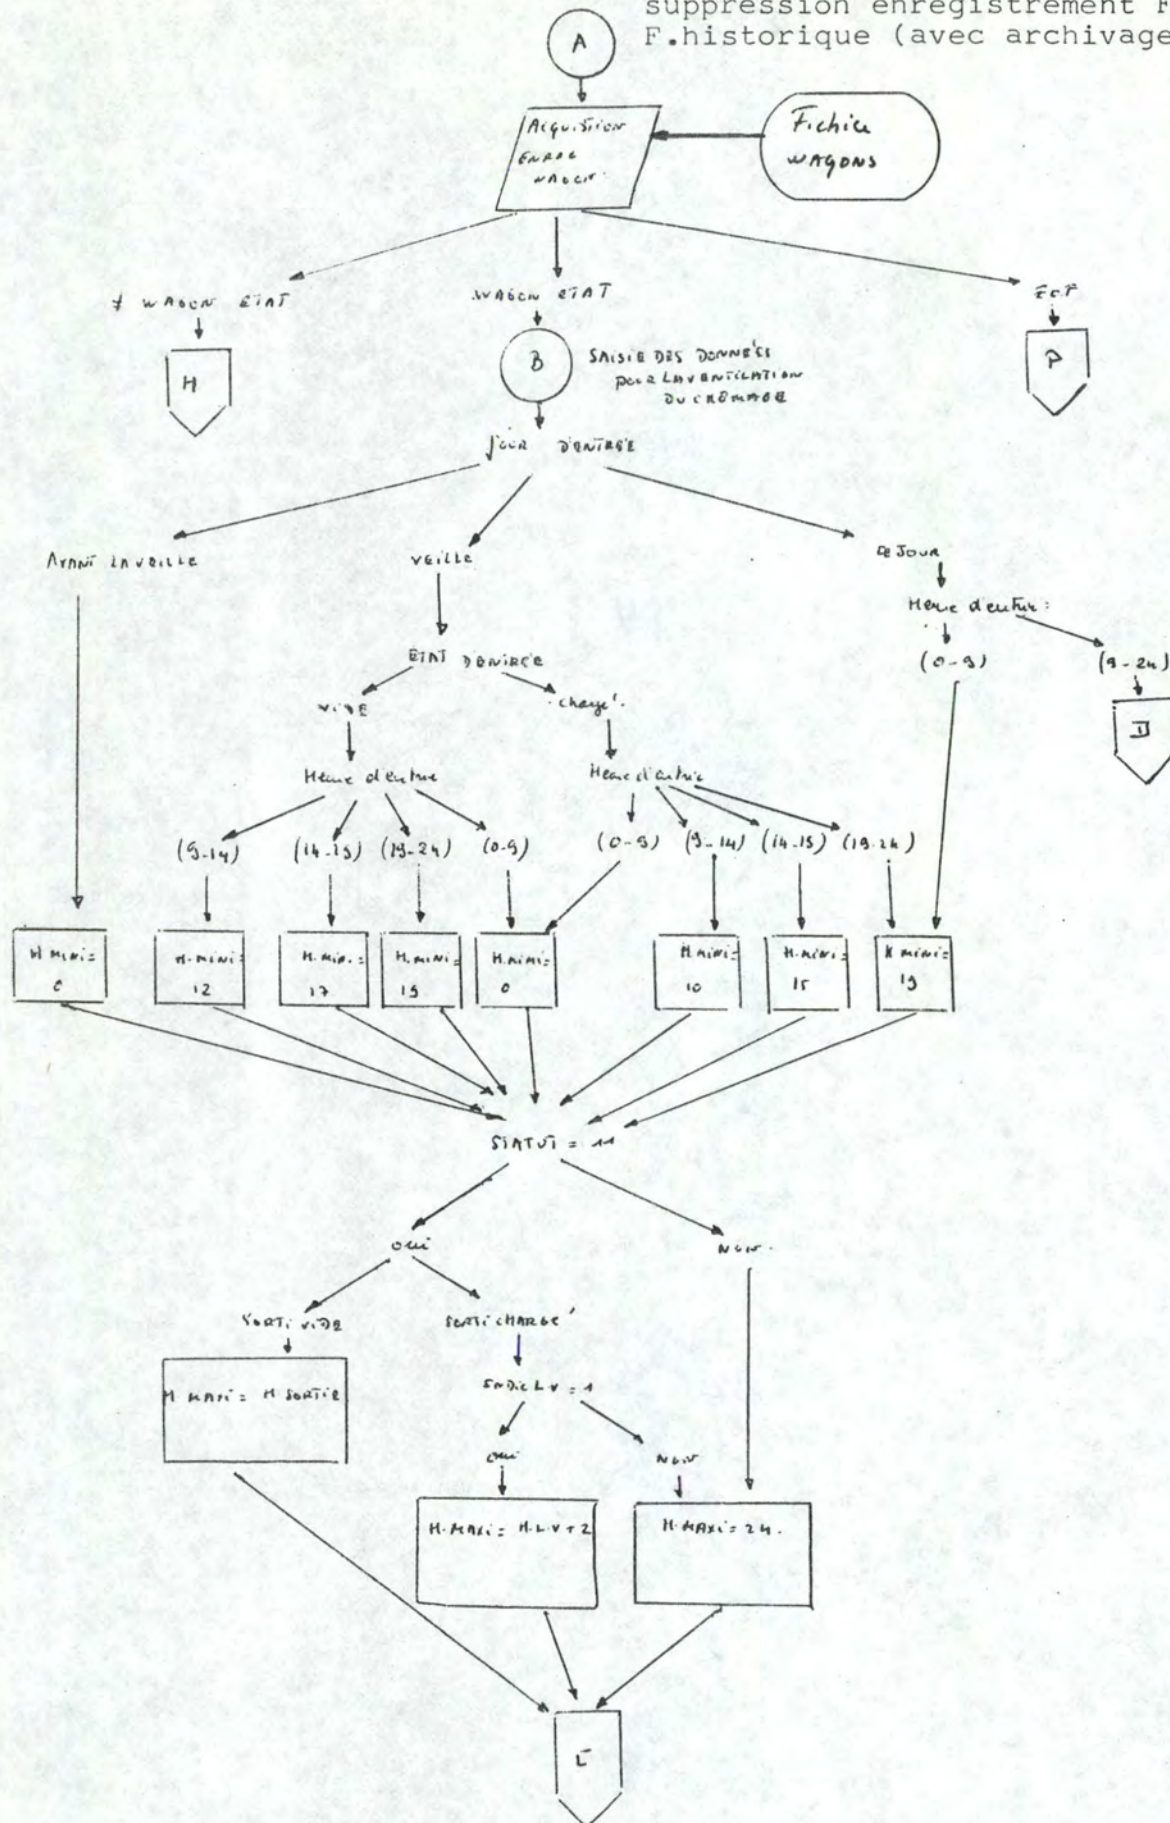 suppression enregistrement F
F.historique (avec archivage
A
Acquisition
ENREG
WAGON
Fichier
WAGONS
≠ WAGON ETAT
WAGON ETAT
EOF
H
B
SAISIE DES DONNÉES
POUR LA VENTILATION
DU CHÔMAGE
P
JOUR D'ENTRÉE
AVANT LA VEILLE
VEILLE
CE JOUR
Heure d'entrée :
ETAT D'ENTRÉE
(0-9)
(9-24)
VIDE
chargé
D
Heure d'entrée
Heure d'entrée
(9-14)
(14-19)
(19-24)
(0-9)
(0-9)
(9-14)
(14-19)
(19-24)
H MINI =
0
H.MINI =
12
H.MINI. =
17
H.MINI =
19
H.MINI =
0
H.MINI =
10
H.MINI =
15
H MINI =
19
STATUT = 11
OUI
NON.
SORTI VIDE
SORTI CHARGÉ
H MAXI = H SORTIE
INDIC L.V = 1
OUI
NON
H.MAXI = H.L.V + 2
H.MAXI = 24.
L